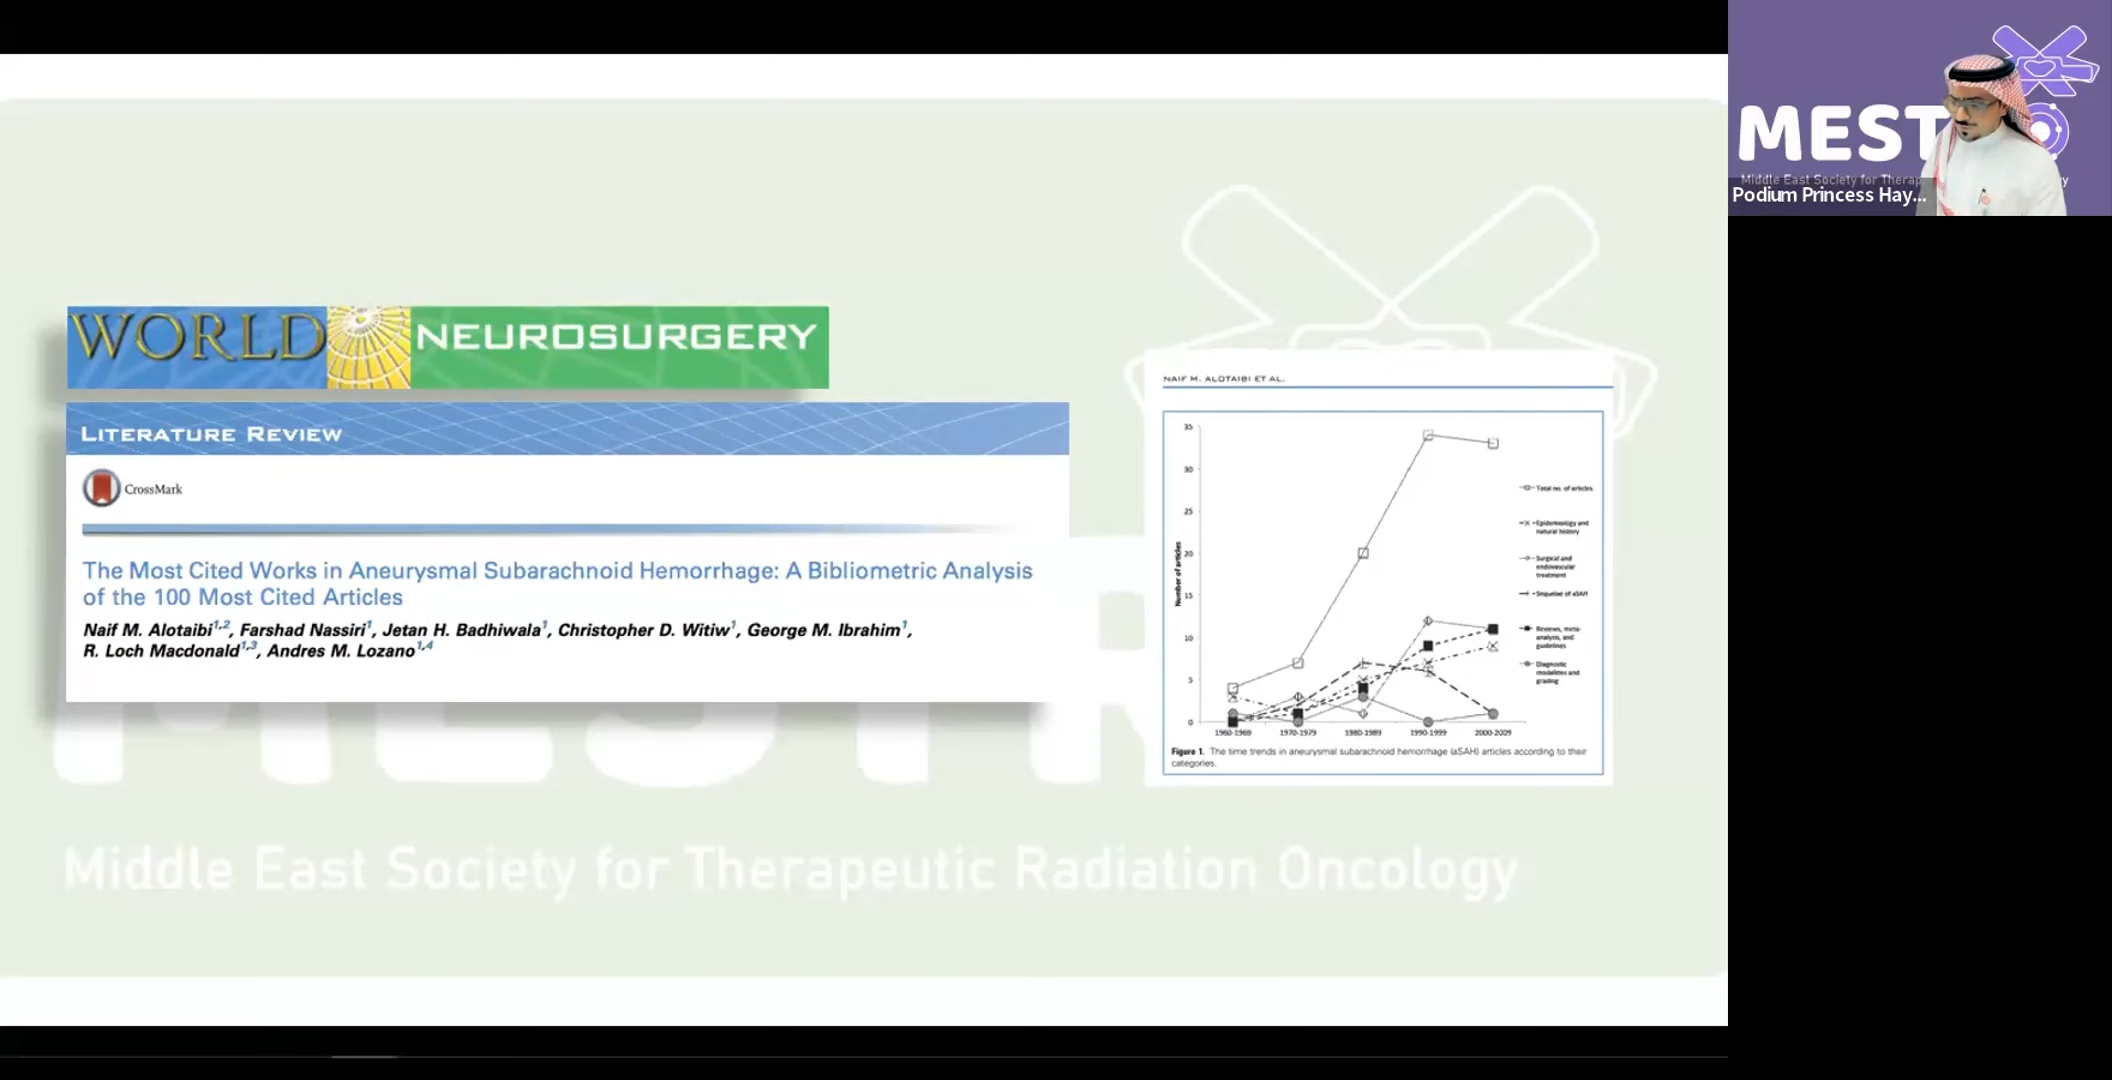 WORLD NEUROSURGERY
LITERATURE REVIEW
CrossMark
The Most Cited Works in Aneurysmal Subarachnoid Hemorrhage: A Bibliometric Analysis
of the 100 Most Cited Articles
Naif M. Alotaibi1,2, Farshad Nassiri1, Jetan H. Badhiwala1, Christopher D. Witiw1, George M. Ibrahim1,
R. Loch Macdonald1,3, Andres M. Lozano1,4
NAIF M. ALOTAIBI ET AL.
Number of articles
35
30
25
20
15
10
5
0
1960-1969 1970-1979 1980-1989 1990-1999 2000-2009
Total no. of articles
Epidemiology and
natural history
Surgical and
endovascular
treatment
Sequelae of aSAH
Reviews, meta-
analysis, and
guidelines
Diagnostic
modalities and
grading
Figure 1. The time trends in aneurysmal subarachnoid hemorrhage (aSAH) articles according to their
categories.
Middle East Society for Therapeutic Radiation Oncology
MEST
Middle East Society for Therap
Podium Princess Hay...